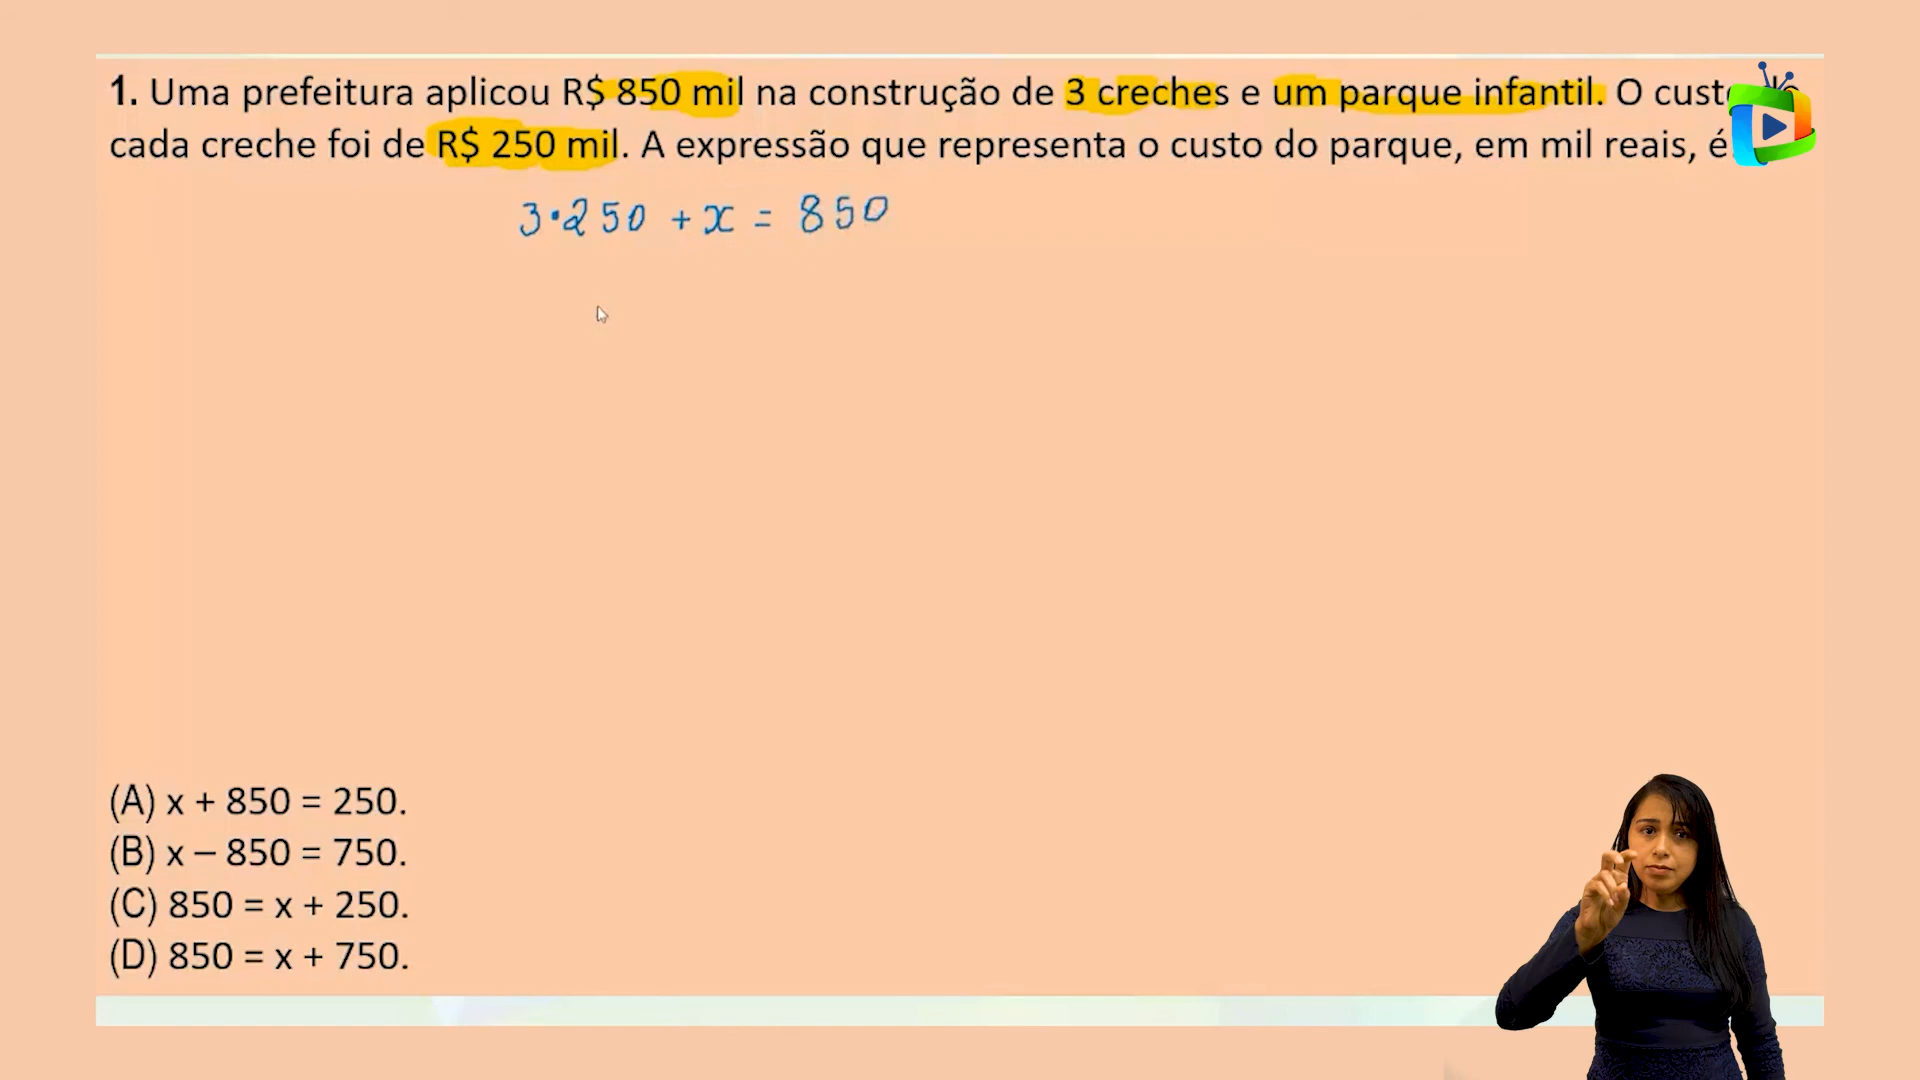 1. Uma prefeitura aplicou R$ 850 mil na construção de 3 creches e um parque infantil. O custo
cada creche foi de R$ 250 mil. A expressão que representa o custo do parque, em mil reais, é
3·250 + x = 850
(A) x + 850 = 250.
(B) x – 850 = 750.
(C) 850 = x + 250.
(D) 850 = x + 750.